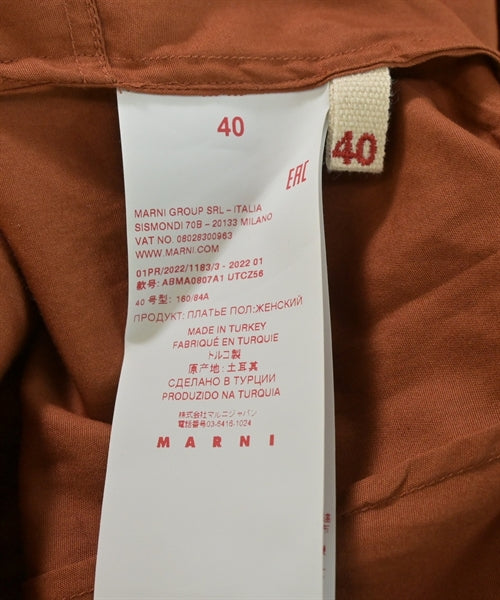 40
40
EAC
MARNI GROUP SRL – ITALIA
SISMONDI 70B – 20133 MILANO
VAT NO. 08028300963
WWW.MARNI.COM
01PR/2022/1183/3 - 2022 01
款号: ABMA0807A1 UTCZ56
40 号型: 160/84A
ПРОДУКТ: ПЛАТЬЕ ПОЛ:ЖЕНСКИЙ
MADE IN TURKEY
FABRIQUÉ EN TURQUIE
トルコ製
原产地: 土耳其
СДЕЛАНО В ТУРЦИИ
PRODUZIDO NA TURQUIA
株式会社マルニジャパン
電話番号03-6416-1024
MARNI